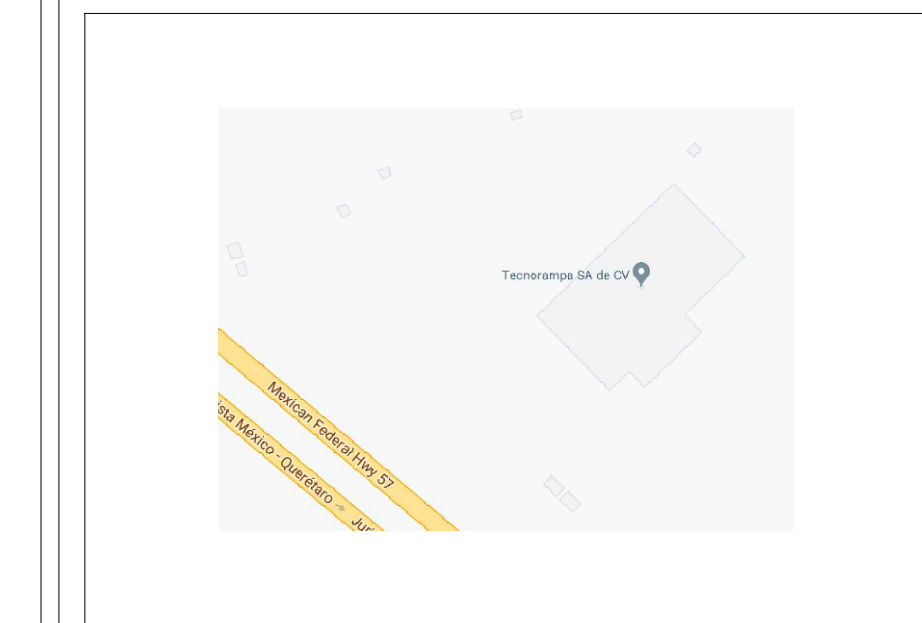 Tecnorampa SA de CV
Mexican Federal Hwy 57
ista México - Querétaro